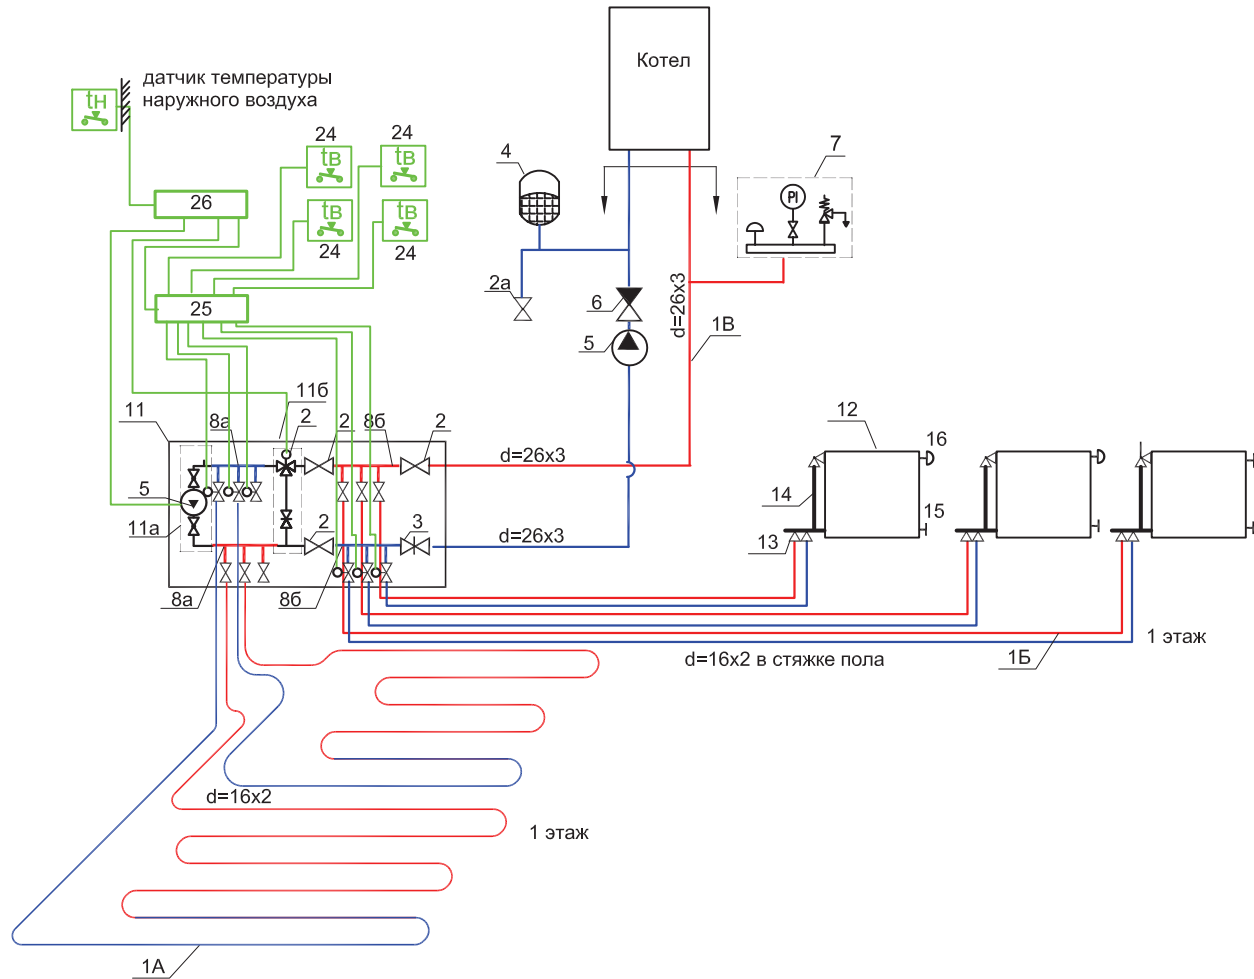 Котел
датчик температуры
наружного воздуха
tн
24
24
tв
tв
4
7
26
PI
tв
tв
24
24
2а
6
25
5
d=26x3
1В
11б
11
8а
2
2
8б
2
12
16
d=26x3
5
14
11а
2
3
15
d=26x3
13
8а
8б
1 этаж
d=16x2 в стяжке пола
1Б
d=16x2
1 этаж
1А